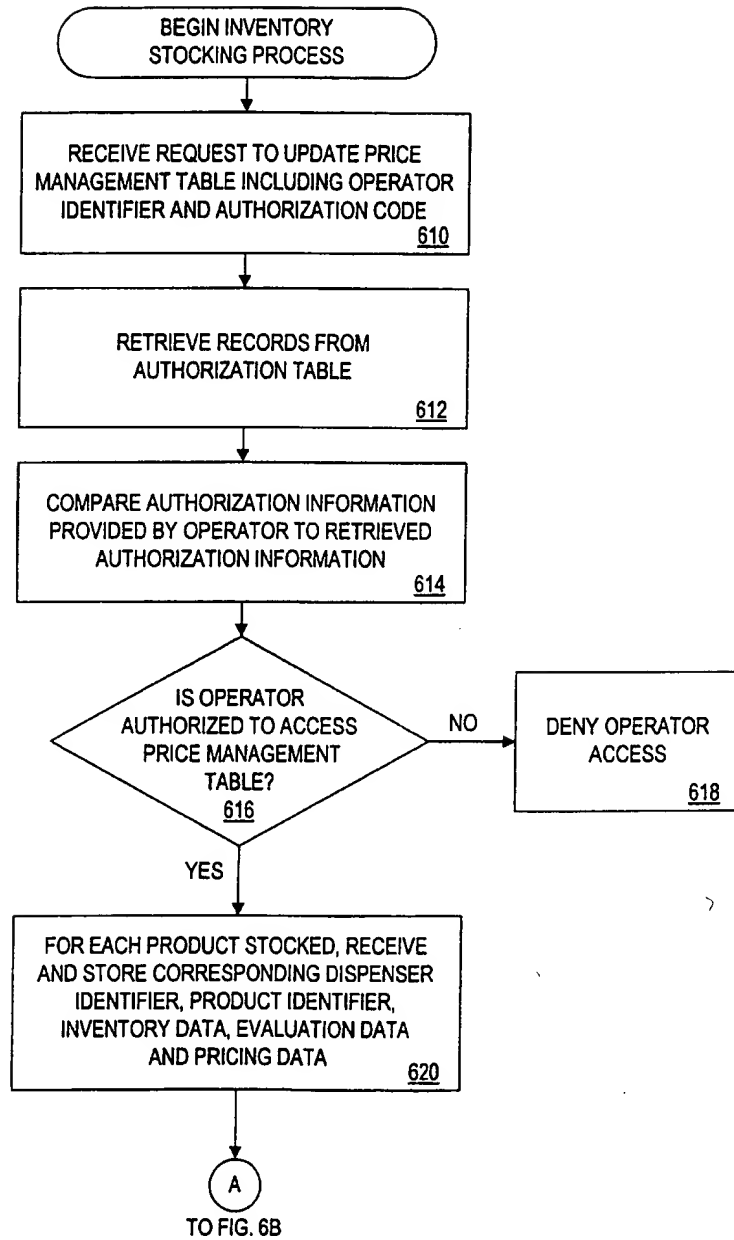 BEGIN INVENTORY
STOCKING PROCESS
RECEIVE REQUEST TO UPDATE PRICE
MANAGEMENT TABLE INCLUDING OPERATOR
IDENTIFIER AND AUTHORIZATION CODE
610
RETRIEVE RECORDS FROM
AUTHORIZATION TABLE
612
COMPARE AUTHORIZATION INFORMATION
PROVIDED BY OPERATOR TO RETRIEVED
AUTHORIZATION INFORMATION
614
IS OPERATOR
AUTHORIZED TO ACCESS
PRICE MANAGEMENT
TABLE?
616
NO
DENY OPERATOR
ACCESS
618
YES
FOR EACH PRODUCT STOCKED, RECEIVE
AND STORE CORRESPONDING DISPENSER
IDENTIFIER, PRODUCT IDENTIFIER,
INVENTORY DATA, EVALUATION DATA
AND PRICING DATA
620
A
TO FIG. 6B